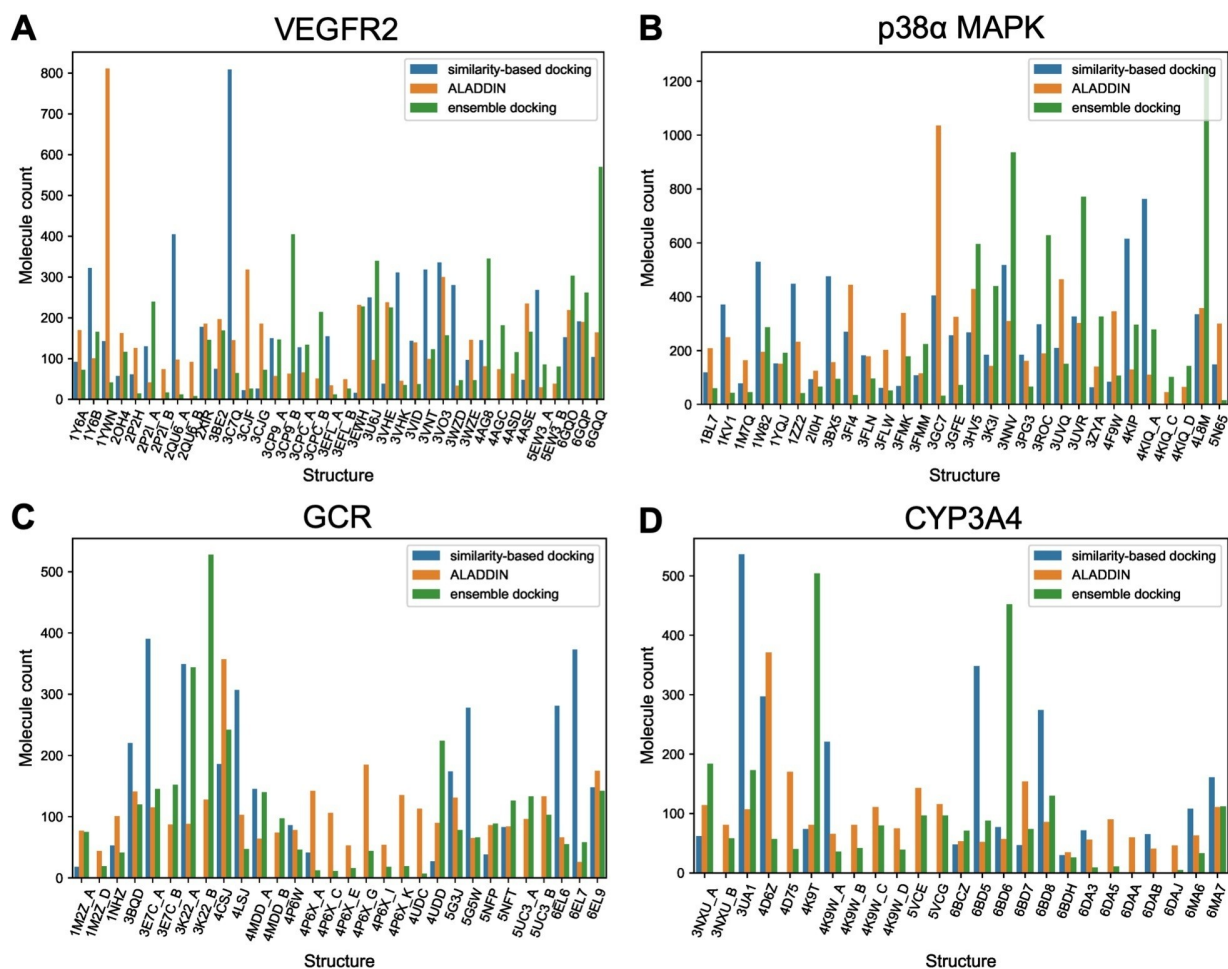 A
VEGFR2
similarity-based docking
ALADDIN
ensemble docking
Molecule count
800
700
600
500
400
300
200
100
0
1Y6A
1Y6B
1YWN
2OH4
2P2H
2P2I_A
2P2I_B
2QU6_A
2QU6_B
2XIR
3BE2
3C7Q
3CJF
3CJG
3CP9_A
3CP9_B
3CPC_A
3CPC_B
3EFL_A
3EFL_B
3EWH
3U6J
3VHE
3VHK
3VID
3VNT
3VO3
3WZD
3WZE
4AG8
4AGC
4ASD
4ASE
5EW3_A
5EW3_B
6GQO
6GQP
6GQQ
Structure
B
p38α MAPK
similarity-based docking
ALADDIN
ensemble docking
Molecule count
1200
1000
800
600
400
200
0
1BL7
1KV1
1M7Q
1W82
1YQJ
1ZZ2
2I0H
3BX5
3FI4
3FLN
3FLW
3FMK
3FMM
3GC7
3GFE
3HV5
3K3I
3NNV
3PG3
3ROC
3UVQ
3UVR
3ZYA
4F9W
4KIP
4KIQ_A
4KIQ_C
4KIQ_D
4L8M
5N65
Structure
C
GCR
similarity-based docking
ALADDIN
ensemble docking
Molecule count
500
400
300
200
100
0
1M2Z_A
1M2Z_D
1NHZ
3BQD
3E7C_A
3E7C_B
3K22_A
3K22_B
4CSJ
4LSJ
4MDD_A
4MDD_B
4P6W
4P6X_A
4P6X_C
4P6X_E
4P6X_G
4P6X_I
4P6X_K
4UDC
4UDD
5G3J
5G5W
5NFP
5NFT
5UC3_A
5UC3_B
6EL6
6EL7
6EL9
Structure
D
CYP3A4
similarity-based docking
ALADDIN
ensemble docking
Molecule count
500
400
300
200
100
0
3NXU_A
3NXU_B
3UA1
4D6Z
4D75
4K9T
4K9W_A
4K9W_B
4K9W_C
4K9W_D
5VCE
5VCG
6BCZ
6BD5
6BD6
6BD7
6BD8
6BDH
6DA3
6DA5
6DAA
6DAB
6DAJ
6MA6
6MA7
Structure